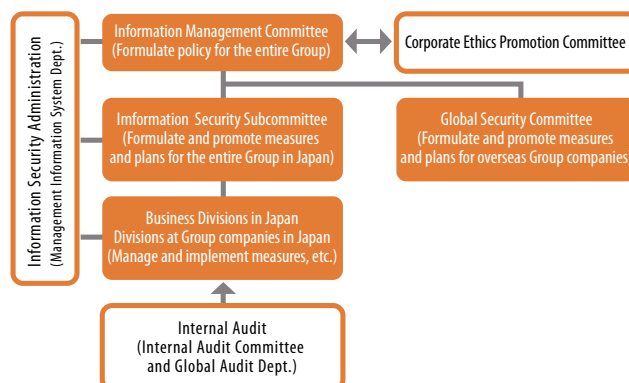 Information Security Administration
(Management Information System Dept.)
Information Management Committee
(Formulate policy for the entire Group)
Corporate Ethics Promotion Committee
Imformation Security Subcommittee
(Formulate and promote measures
and plans for the entire Group in Japan)
Global Security Committee
(Formulate and promote measures
and plans for overseas Group companies)
Business Divisions in Japan
Divisions at Group companies in Japan
(Manage and implement measures, etc.)
Internal Audit
(Internal Audit Committee
and Global Audit Dept.)